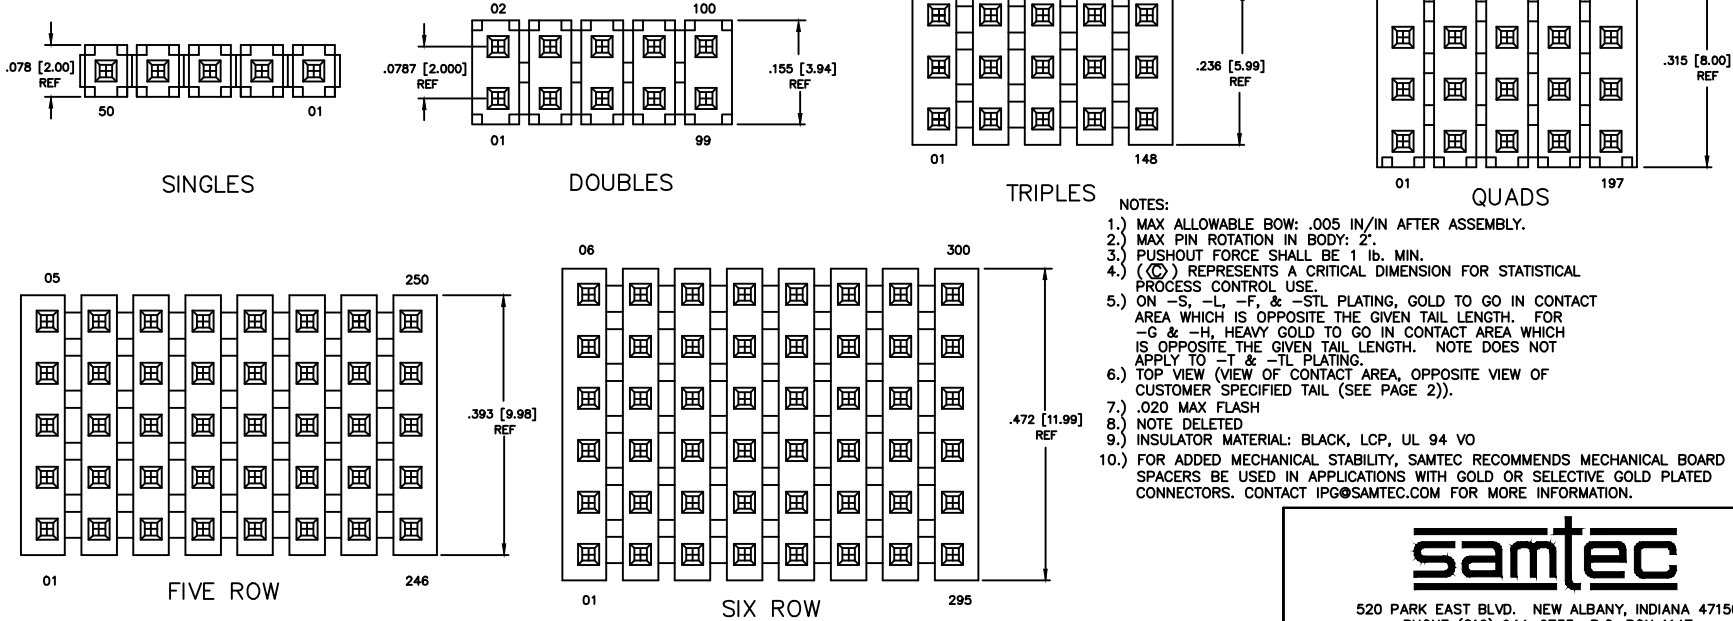 02 100
.078 [2.00]
REF
50 01
SINGLES
.0787 [2.000]
REF
.155 [3.94]
REF
01 99
DOUBLES
.236 [5.99]
REF
01 148
TRIPLES
.315 [8.00]
REF
01 197
QUADS
05 250
.393 [9.98]
REF
01 246
FIVE ROW
06 300
.472 [11.99]
REF
01 295
SIX ROW
NOTES:
1.) MAX ALLOWABLE BOW: .005 IN/IN AFTER ASSEMBLY.
2.) MAX PIN ROTATION IN BODY: 2°.
3.) PUSHOUT FORCE SHALL BE 1 lb. MIN.
4.) (C) REPRESENTS A CRITICAL DIMENSION FOR STATISTICAL
PROCESS CONTROL USE.
5.) ON -S, -L, -F, & -STL PLATING, GOLD TO GO IN CONTACT
AREA WHICH IS OPPOSITE THE GIVEN TAIL LENGTH. FOR
-G & -H, HEAVY GOLD TO GO IN CONTACT AREA WHICH
IS OPPOSITE THE GIVEN TAIL LENGTH. NOTE DOES NOT
APPLY TO -T & -TL PLATING.
6.) TOP VIEW (VIEW OF CONTACT AREA, OPPOSITE VIEW OF
CUSTOMER SPECIFIED TAIL (SEE PAGE 2)).
7.) .020 MAX FLASH
8.) NOTE DELETED
9.) INSULATOR MATERIAL: BLACK, LCP, UL 94 VO
10.) FOR ADDED MECHANICAL STABILITY, SAMTEC RECOMMENDS MECHANICAL BOARD
SPACERS BE USED IN APPLICATIONS WITH GOLD OR SELECTIVE GOLD PLATED
CONNECTORS. CONTACT IPG@SAMTEC.COM FOR MORE INFORMATION.
samtec
520 PARK EAST BLVD. NEW ALBANY, INDIANA 47150